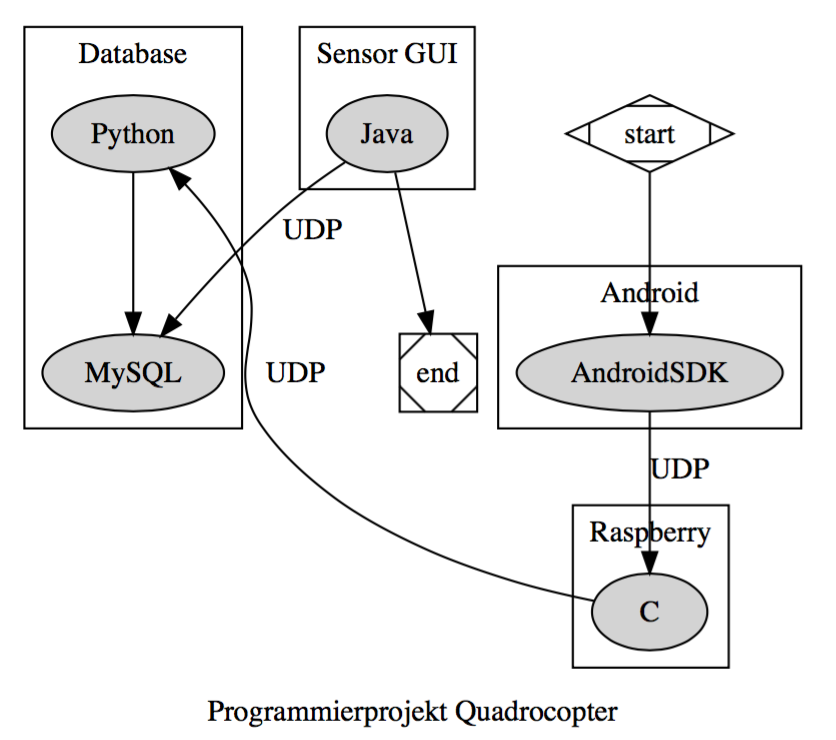 Database
Sensor GUI
Python
Java
start
UDP
Android
MySQL
UDP
end
AndroidSDK
UDP
Raspberry
C
Programmierprojekt Quadrocopter